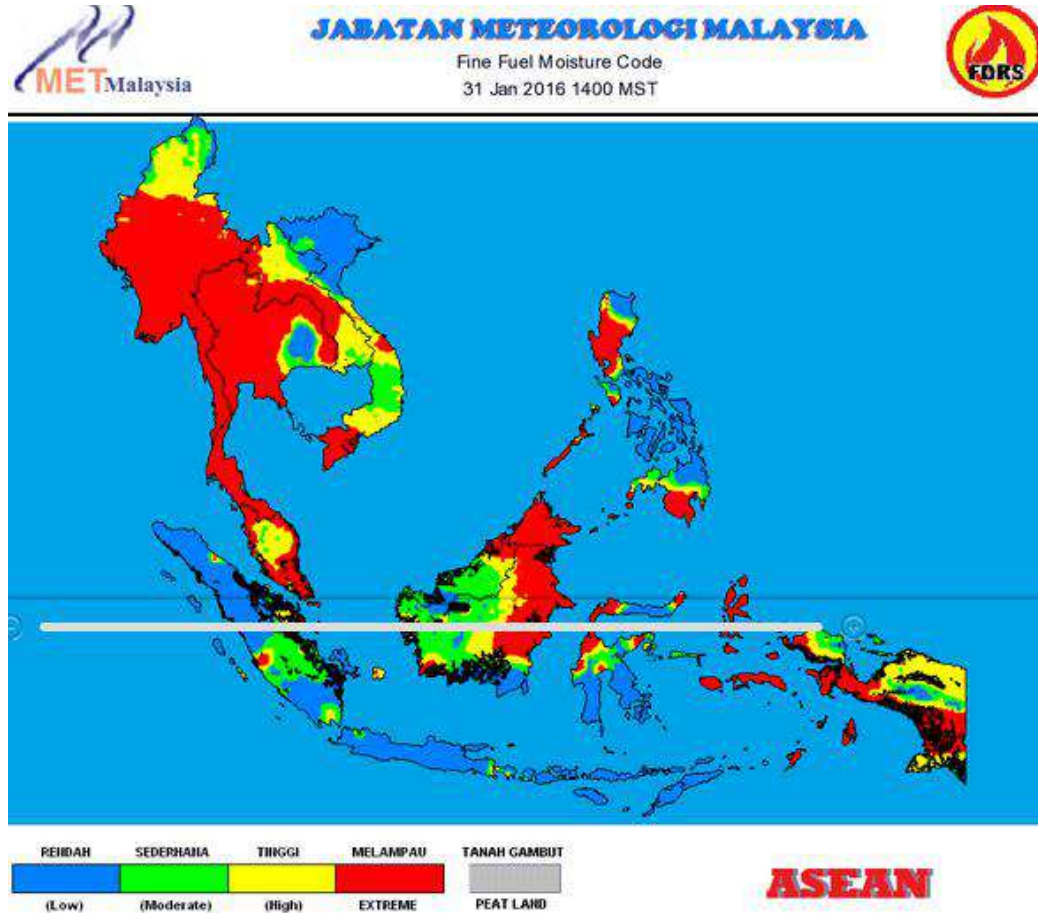 METMalaysia
JABATAN METEOROLOGI MALAYSIA
Fine Fuel Moisture Code
31 Jan 2016 1400 MST
FDRS
RENDAH SEDERHANA TINGGI MELAMPAU TANAH GAMBUT
(Low) (Moderate) (High) EXTREME PEAT LAND
ASEAN